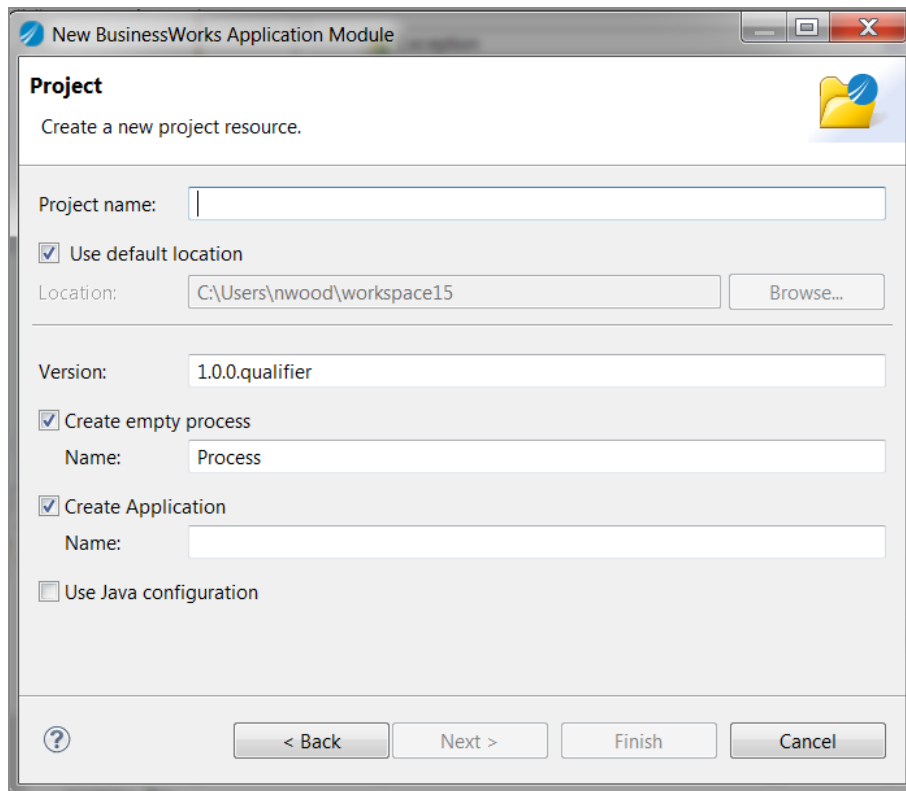 New BusinessWorks Application Module
Project
Create a new project resource.
Project name:
Use default location
Location: C:\Users\nwood\workspace15 Browse...
Version: 1.0.0.qualifier
Create empty process
Name: Process
Create Application
Name:
Use Java configuration
< Back Next > Finish Cancel